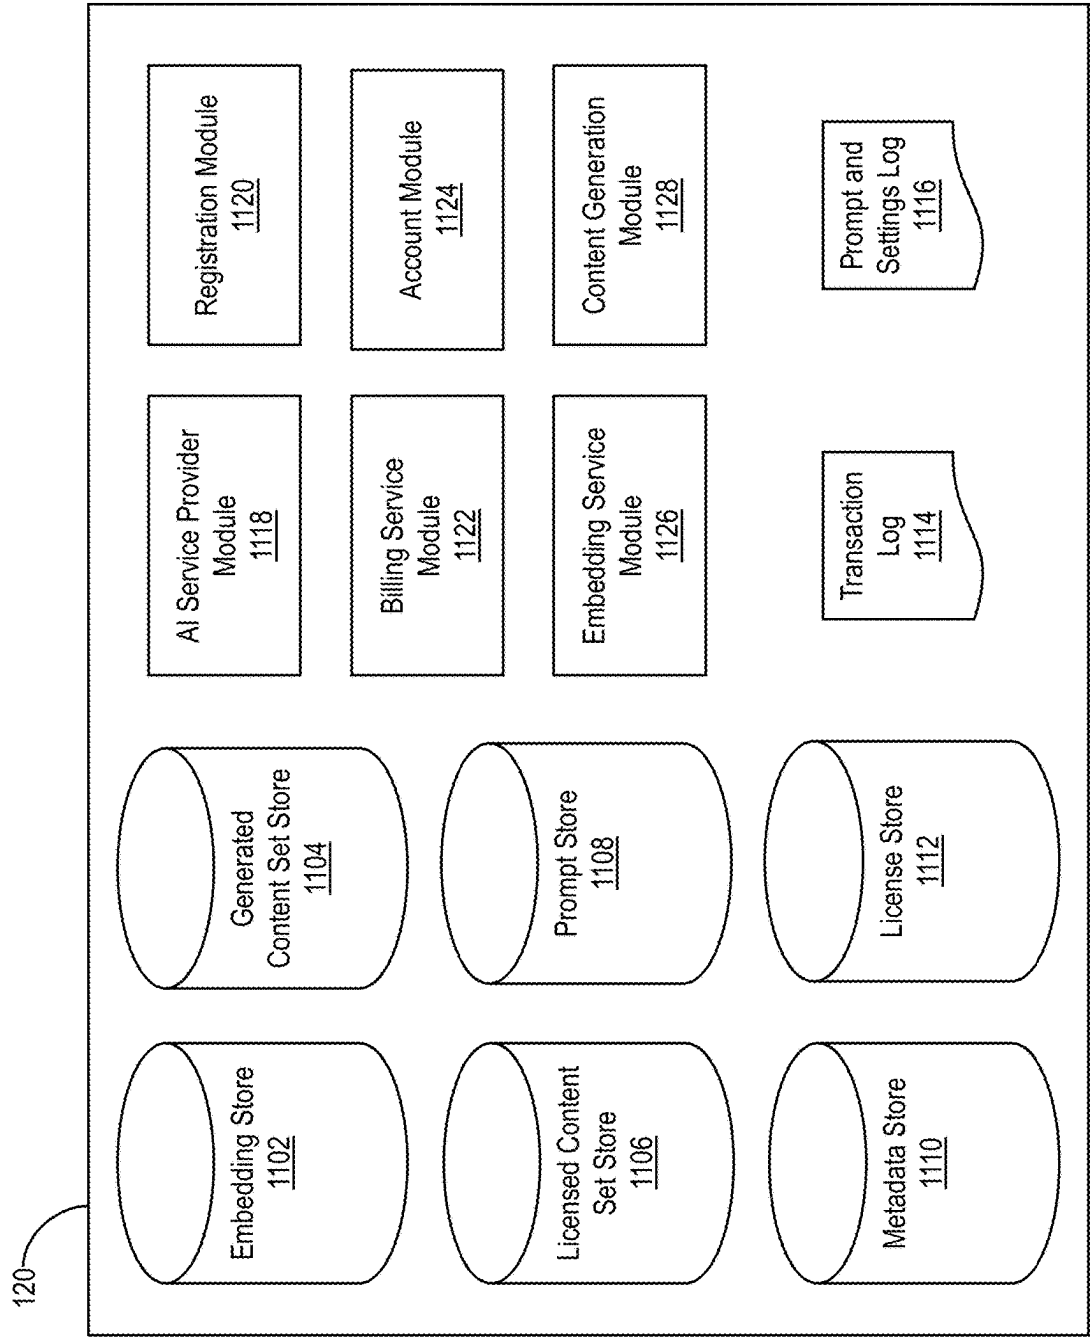 120
Embedding Store
1102
Generated
Content Set Store
1104
AI Service Provider
Module
1118
Registration Module
1120
Licensed Content
Set Store
1106
Prompt Store
1108
Billing Service
Module
1122
Account Module
1124
Embedding Service
Module
1126
Content Generation
Module
1128
Metadata Store
1110
License Store
1112
Transaction
Log
1114
Prompt and
Settings Log
1116